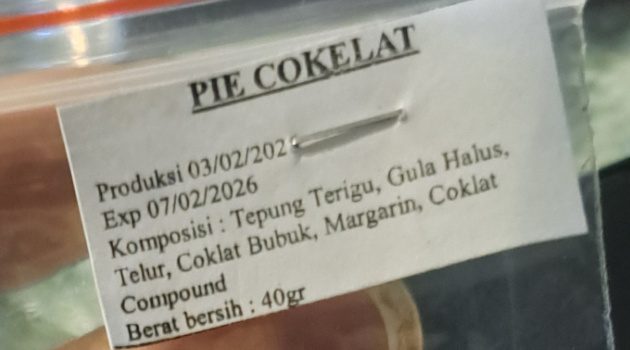 PIE COKELAT
Produksi 03/02/202
Exp 07/02/2026
Komposisi : Tepung Terigu, Gula Halus,
Telur, Coklat Bubuk, Margarin, Coklat
Compound
Berat bersih : 40gr